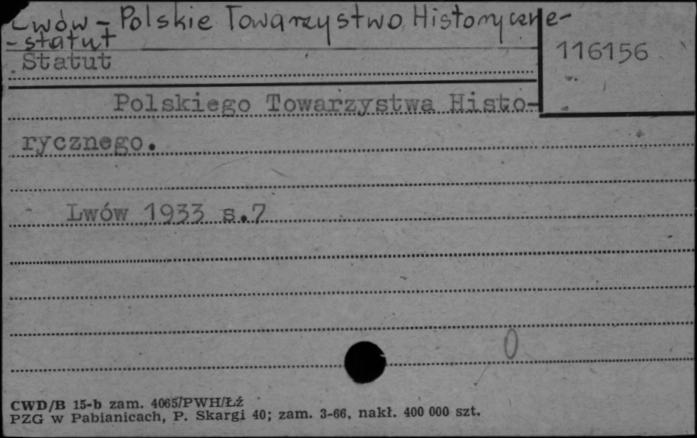 Lwów - Polskie Towarzystwo Historyczne -
- statut
116156
Statut
Polskiego Towarzystwa Histo-
rycznego.
Lwów 1933 s.7
0
CWD/B 15-b zam. 4065/PWH/Łź
PZG w Pabianicach, P. Skargi 40; zam. 3-66, nakł. 400 000 szt.